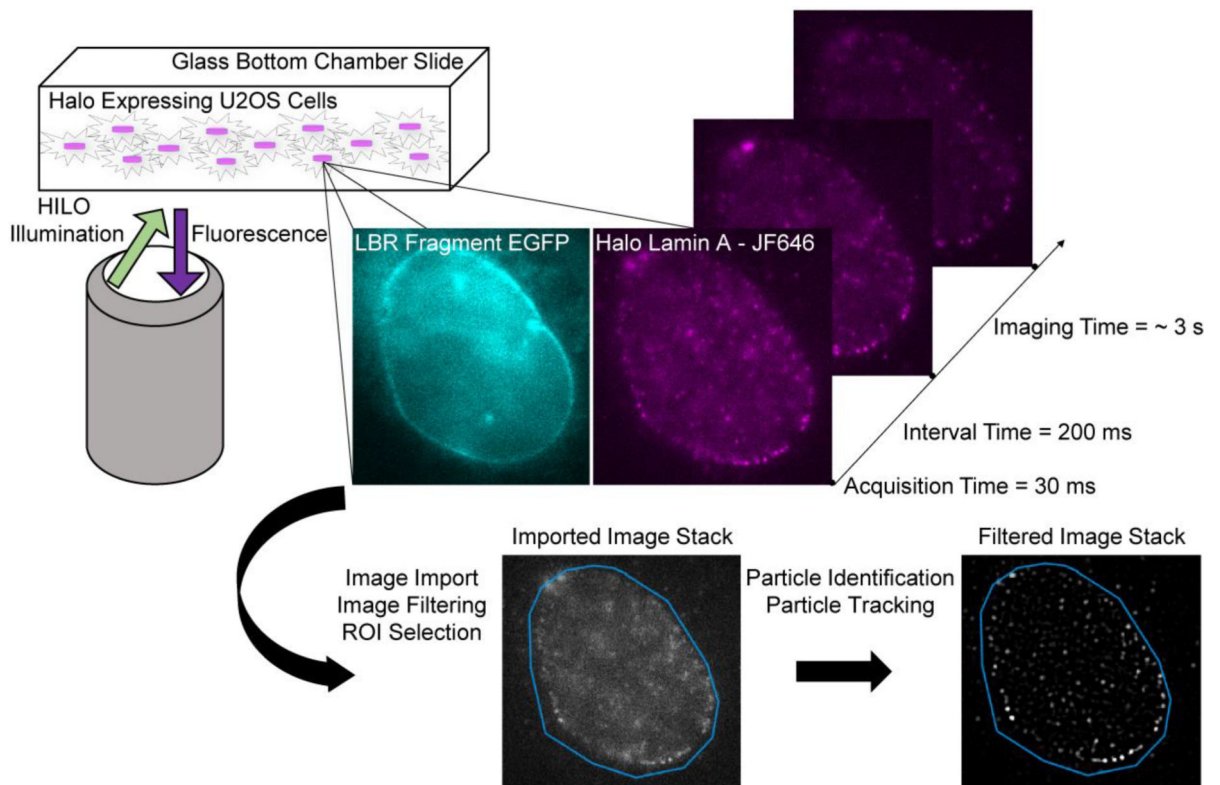 Glass Bottom Chamber Slide
Halo Expressing U2OS Cells
HILO
Illumination
Fluorescence
LBR Fragment EGFP
Halo Lamin A - JF646
Imaging Time = ~ 3 s
Interval Time = 200 ms
Acquisition Time = 30 ms
Image Import
Image Filtering
ROI Selection
Imported Image Stack
Particle Identification
Particle Tracking
Filtered Image Stack